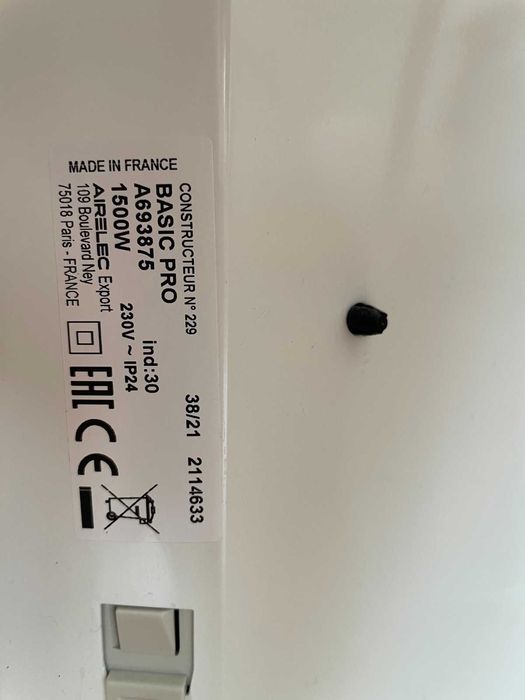 MADE IN FRANCE
CONSTRUCTEUR N° 229 38/21 2114633
BASIC PRO
A693875 ind:30
1500W 230V ~ IP24
AIRELEC Export
109 Boulevard Ney
75018 Paris - FRANCE
EAC CE